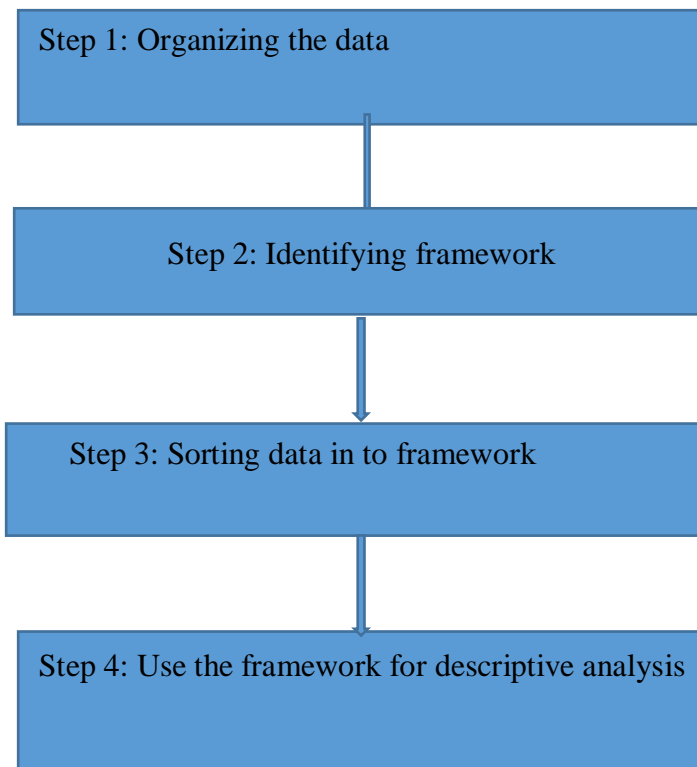 Step 1: Organizing the data
Step 2: Identifying framework
Step 3: Sorting data in to framework
Step 4: Use the framework for descriptive analysis